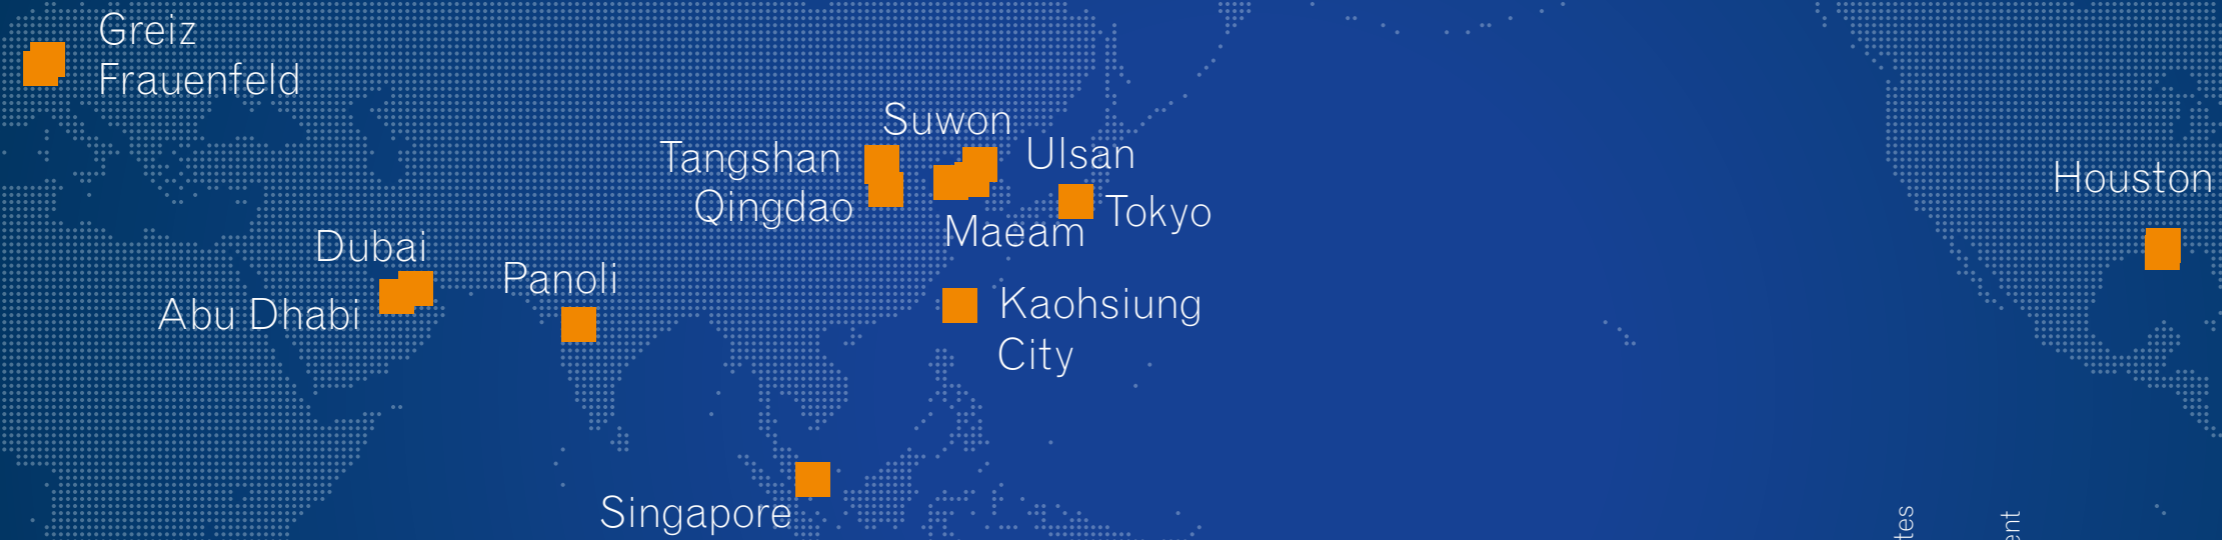 Greiz
Frauenfeld
Suwon
Tangshan
Ulsan
Qingdao
Tokyo
Maeam
Houston
Dubai
Panoli
Abu Dhabi
Kaohsiung
City
Singapore